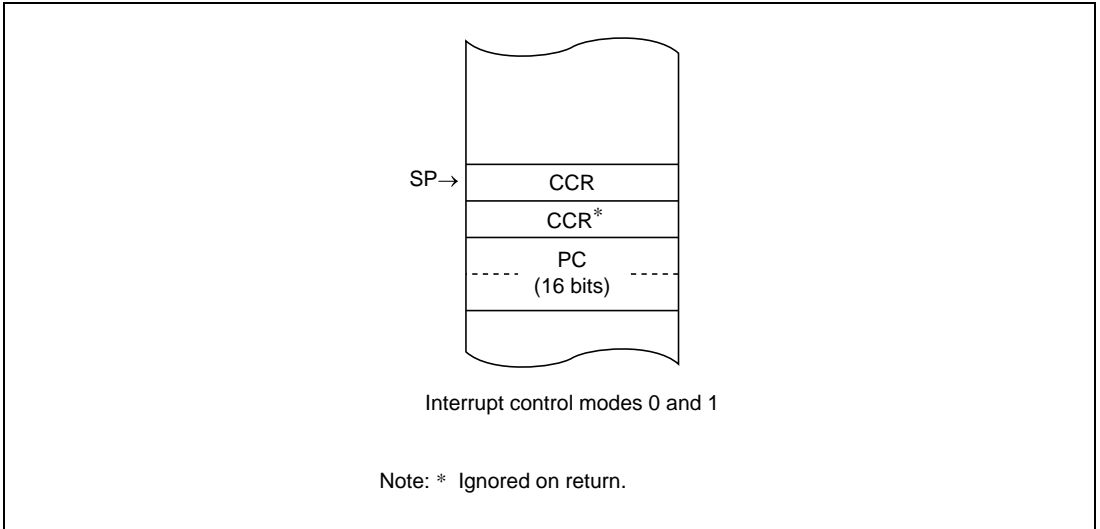 SP→ CCR
CCR*
PC
(16 bits)
Interrupt control modes 0 and 1
Note: * Ignored on return.